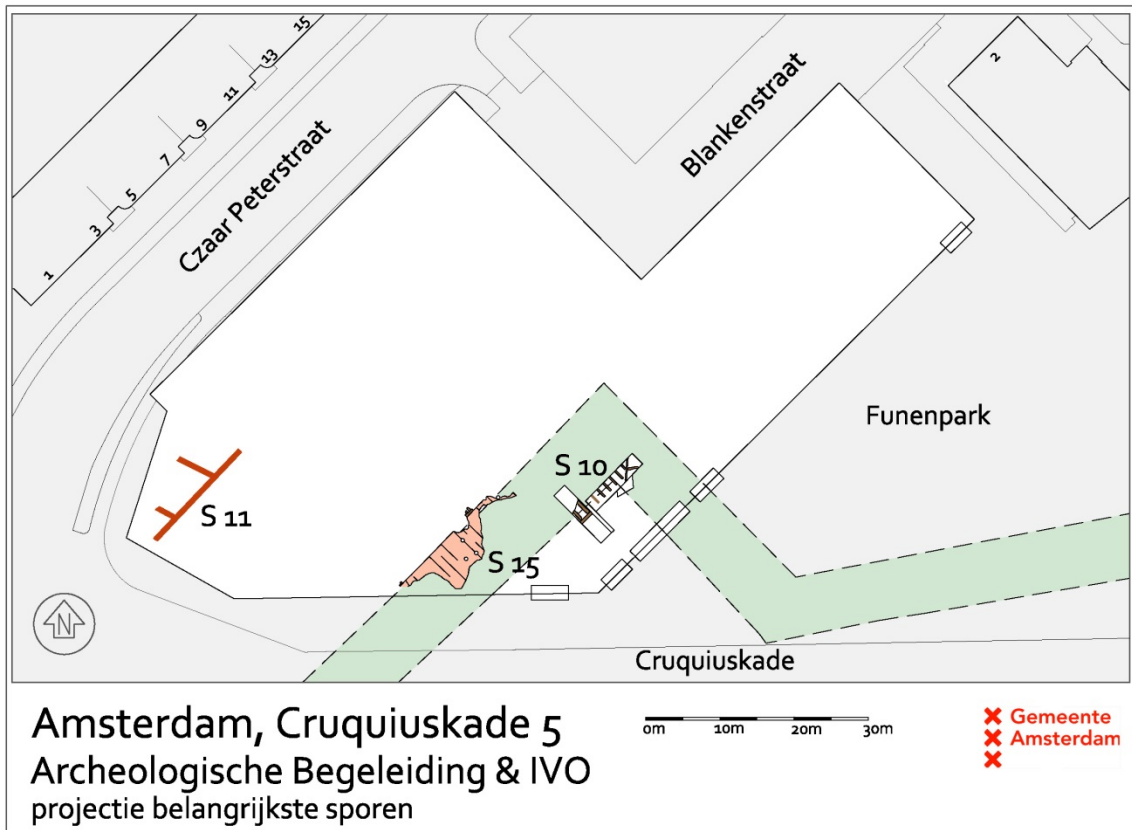 15
13
11
9
7
5
3
1
Czaar Peterstraat
Blankenstraat
2
Funenpark
S 10
S 11
S 15
N
Cruquiuskade
Amsterdam, Cruquiuskade 5
Archeologische Begeleiding & IVO
projectie belangrijkste sporen
0m 10m 20m 30m
Gemeente
Amsterdam